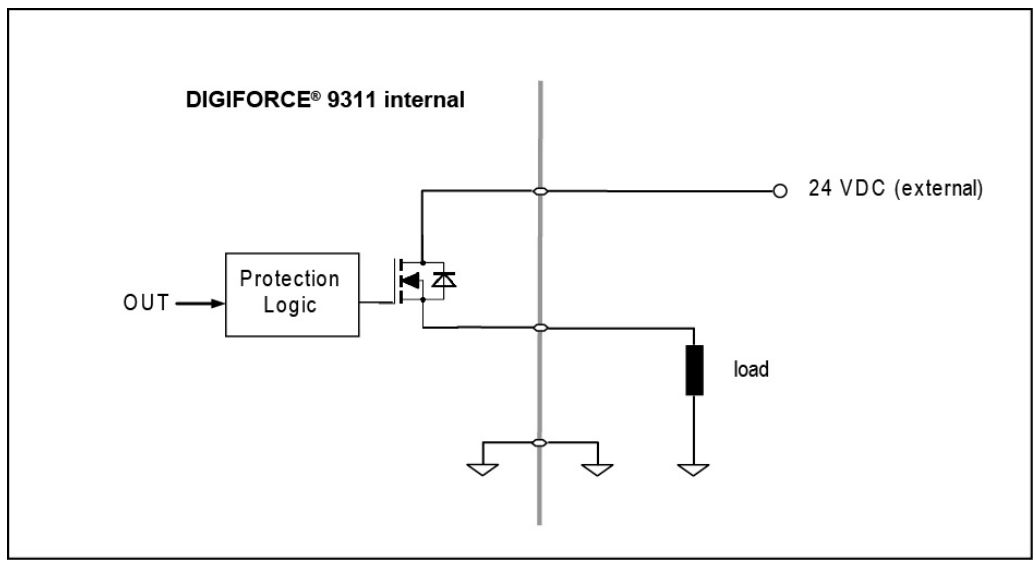 DIGIFORCE® 9311 internal
24 VDC (external)
Protection
Logic
OUT
load